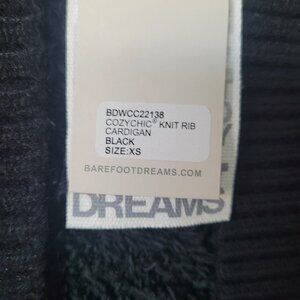 BDWCC22138
COZYCHIC® KNIT RIB
CARDIGAN
BLACK
SIZE:XS
BAREFOOTDREAMS.COM
DREAMS